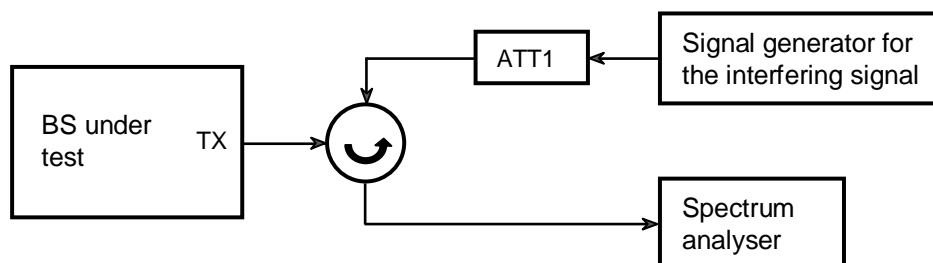 BS under
test
TX
ATT1
Signal generator for
the interfering signal
Spectrum
analyser